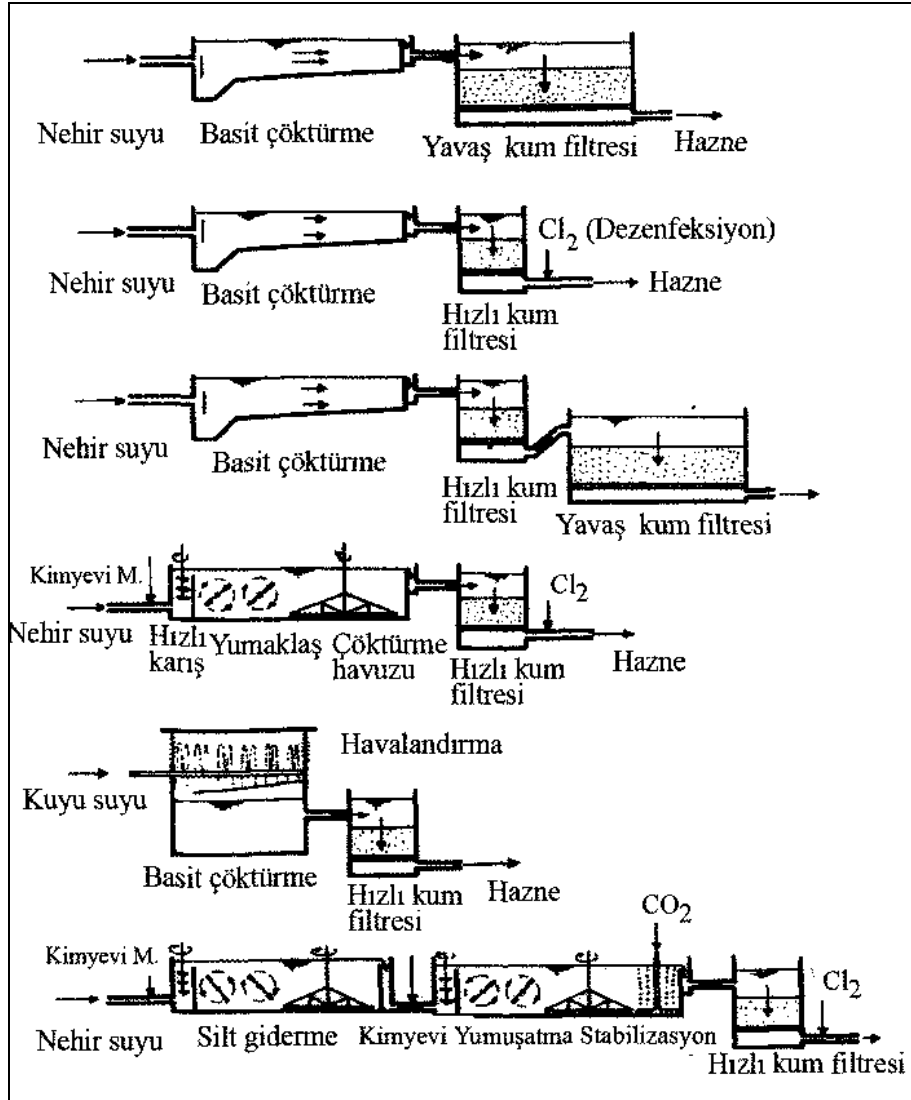 Nehir suyu
Basit çöktürme
Yavaş kum filtresi
Hazne
Cl2 (Dezenfeksiyon)
Nehir suyu
Basit çöktürme
Hazne
Hızlı kum
filtresi
Nehir suyu
Basit çöktürme
Hızlı kum
filtresi
Yavaş kum filtresi
Kimyevi M.
Cl2
Nehir suyu
Hızlı
karış
Yumaklaş
Çöktürme
havuzu
Hızlı kum
filtresi
Hazne
Havalandırma
Kuyu suyu
Basit çöktürme
Hızlı kum
filtresi
Hazne
CO2
Kimyevi M.
Cl2
Nehir suyu
Silt giderme
Kimyevi Yumuşatma Stabilizasyon
Hızlı kum filtresi